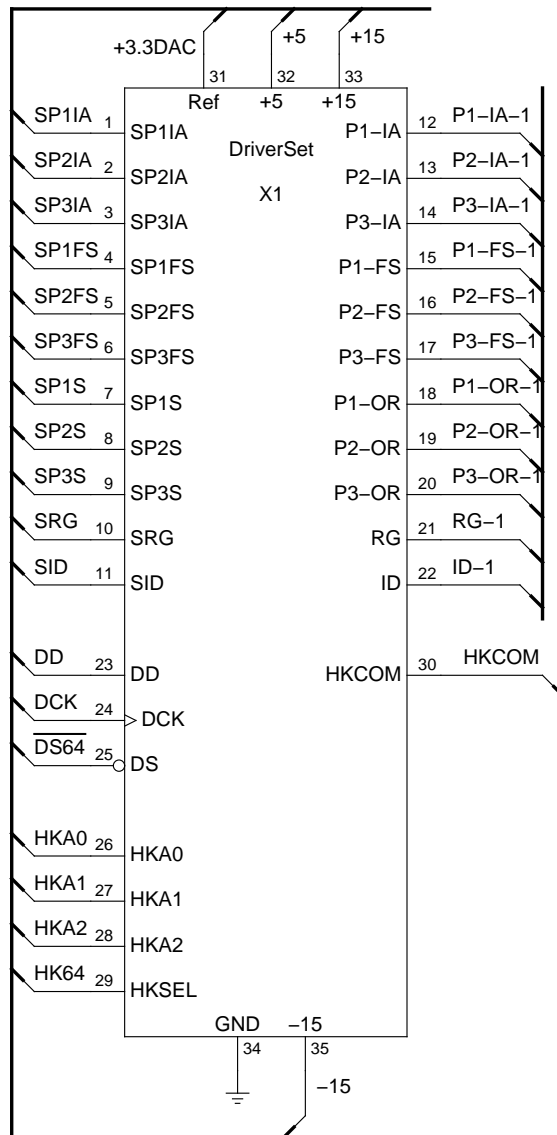 +3.3DAC +5 +15
31 32 33
Ref +5 +15
SP1IA 1 SP1IA P1–IA 12 P1–IA–1
DriverSet
SP2IA 2 SP2IA P2–IA 13 P2–IA–1
X1
SP3IA 3 SP3IA P3–IA 14 P3–IA–1
SP1FS 4 SP1FS P1–FS 15 P1–FS–1
SP2FS 5 SP2FS P2–FS 16 P2–FS–1
SP3FS 6 SP3FS P3–FS 17 P3–FS–1
SP1S 7 SP1S P1–OR 18 P1–OR–1
SP2S 8 SP2S P2–OR 19 P2–OR–1
SP3S 9 SP3S P3–OR 20 P3–OR–1
SRG 10 SRG RG 21 RG–1
SID 11 SID ID 22 ID–1
DD 23 DD HKCOM 30 HKCOM
DCK 24 DCK
DS64 25 DS
HKA0 26 HKA0
HKA1 27 HKA1
HKA2 28 HKA2
HK64 29 HKSEL
GND –15
34 35
–15